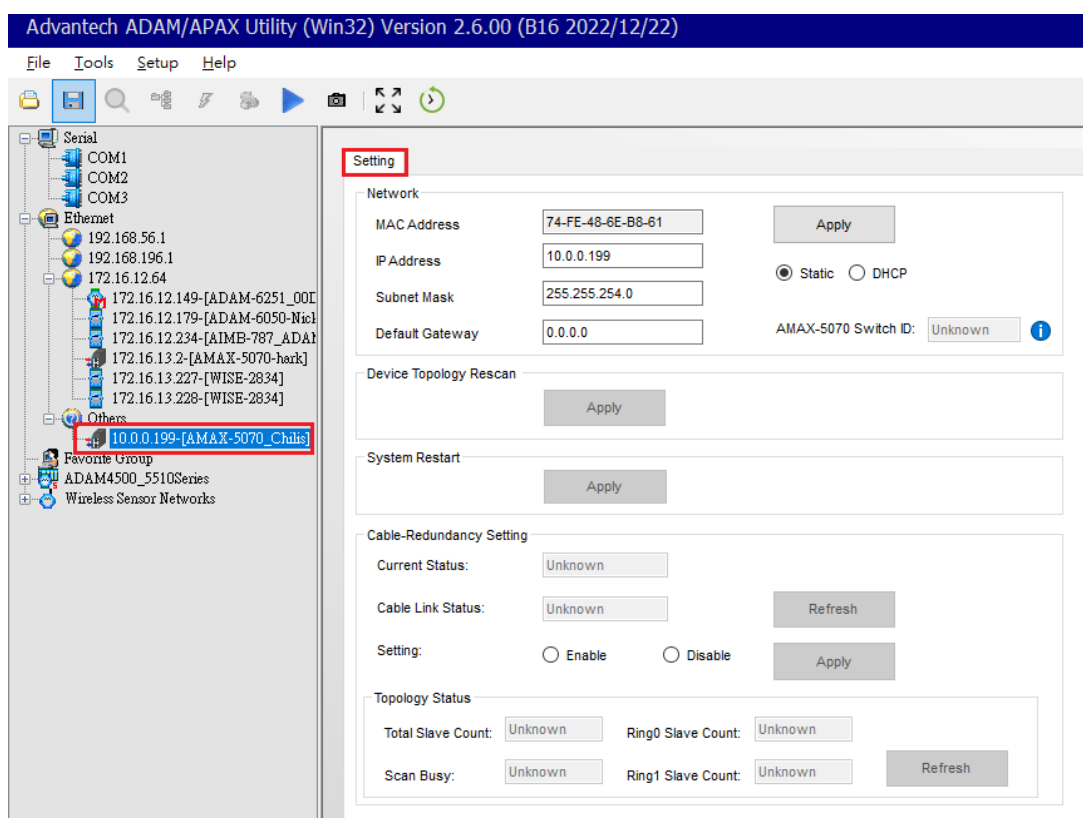 Advantech ADAM/APAX Utility (Win32) Version 2.6.00 (B16 2022/12/22)
File Tools Setup Help
Serial
COM1
COM2
COM3
Ethernet
192.168.56.1
192.168.196.1
172.16.12.64
172.16.12.149-[ADAM-6251_00D
172.16.12.179-[ADAM-6050-Nick
172.16.12.234-[AIMB-787_ADAM
172.16.13.2-[AMAX-5070-hark]
172.16.13.227-[WISE-2834]
172.16.13.228-[WISE-2834]
Others
10.0.0.199-[AMAX-5070_Chilis]
Favorite Group
ADAM4500_5510Series
Wireless Sensor Networks
Setting
Network
MAC Address 74-FE-48-6E-B8-61 Apply
IP Address 10.0.0.199
Static DHCP
Subnet Mask 255.255.254.0
Default Gateway 0.0.0.0 AMAX-5070 Switch ID: Unknown
Device Topology Rescan
Apply
System Restart
Apply
Cable-Redundancy Setting
Current Status: Unknown
Cable Link Status: Unknown Refresh
Setting: Enable Disable Apply
Topology Status
Total Slave Count: Unknown Ring0 Slave Count: Unknown
Scan Busy: Unknown Ring1 Slave Count: Unknown Refresh